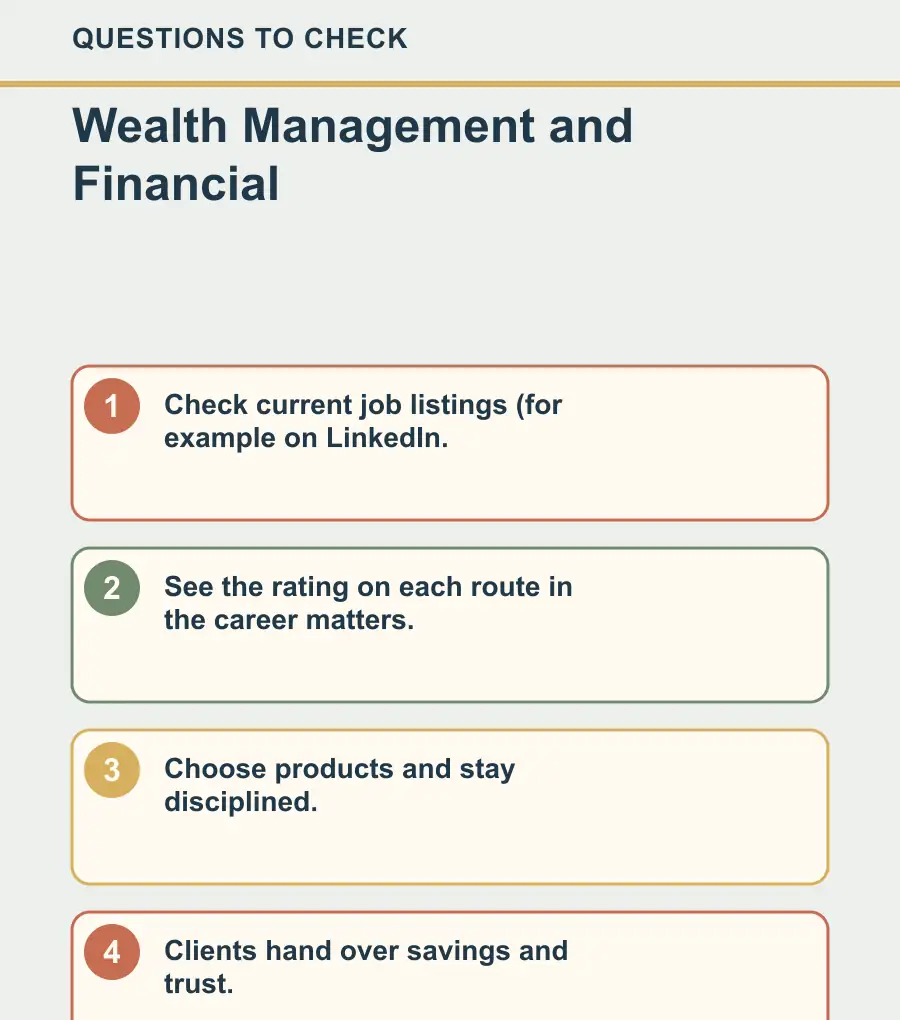 QUESTIONS TO CHECK
Wealth Management and
Financial
1
Check current job listings (for
example on LinkedIn.
2
See the rating on each route in
the career matters.
3
Choose products and stay
disciplined.
4
Clients hand over savings and
trust.